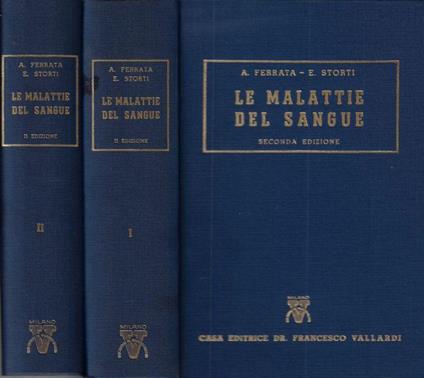 A. FERRATA
E. STORTI
LE MALATTIE
DEL SANGUE
II EDIZIONE
II
MILANO
A. FERRATA
E. STORTI
LE MALATTIE
DEL SANGUE
II EDIZIONE
I
MILANO
A. FERRATA - E. STORTI
LE MALATTIE
DEL SANGUE
SECONDA EDIZIONE
MILANO
CASA EDITRICE DR. FRANCESCO VALLARDI